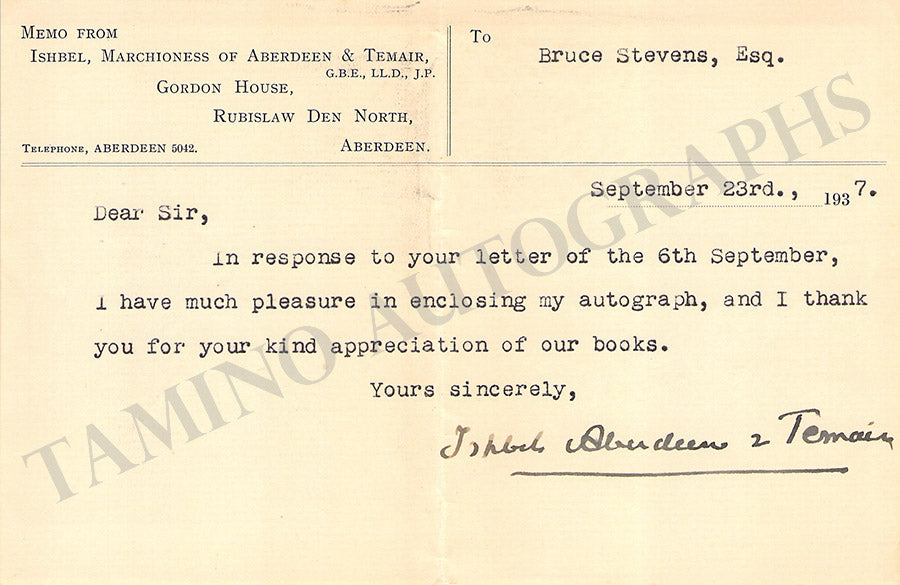 MEMO FROM
ISHBEL, MARCHIONESS OF ABERDEEN & TEMAIR,
G.B.E., LL.D., J.P.
GORDON HOUSE,
RUBISLAW DEN NORTH,
TELEPHONE, ABERDEEN 5042.
ABERDEEN.
To
Bruce Stevens, Esq.
September 23rd., 1937.
Dear Sir,
In response to your letter of the 6th September,
I have much pleasure in enclosing my autograph, and I thank
you for your kind appreciation of our books.
Yours sincerely,
Ishbel Aberdeen & Temair
TAMINO AUTOGRAPHS